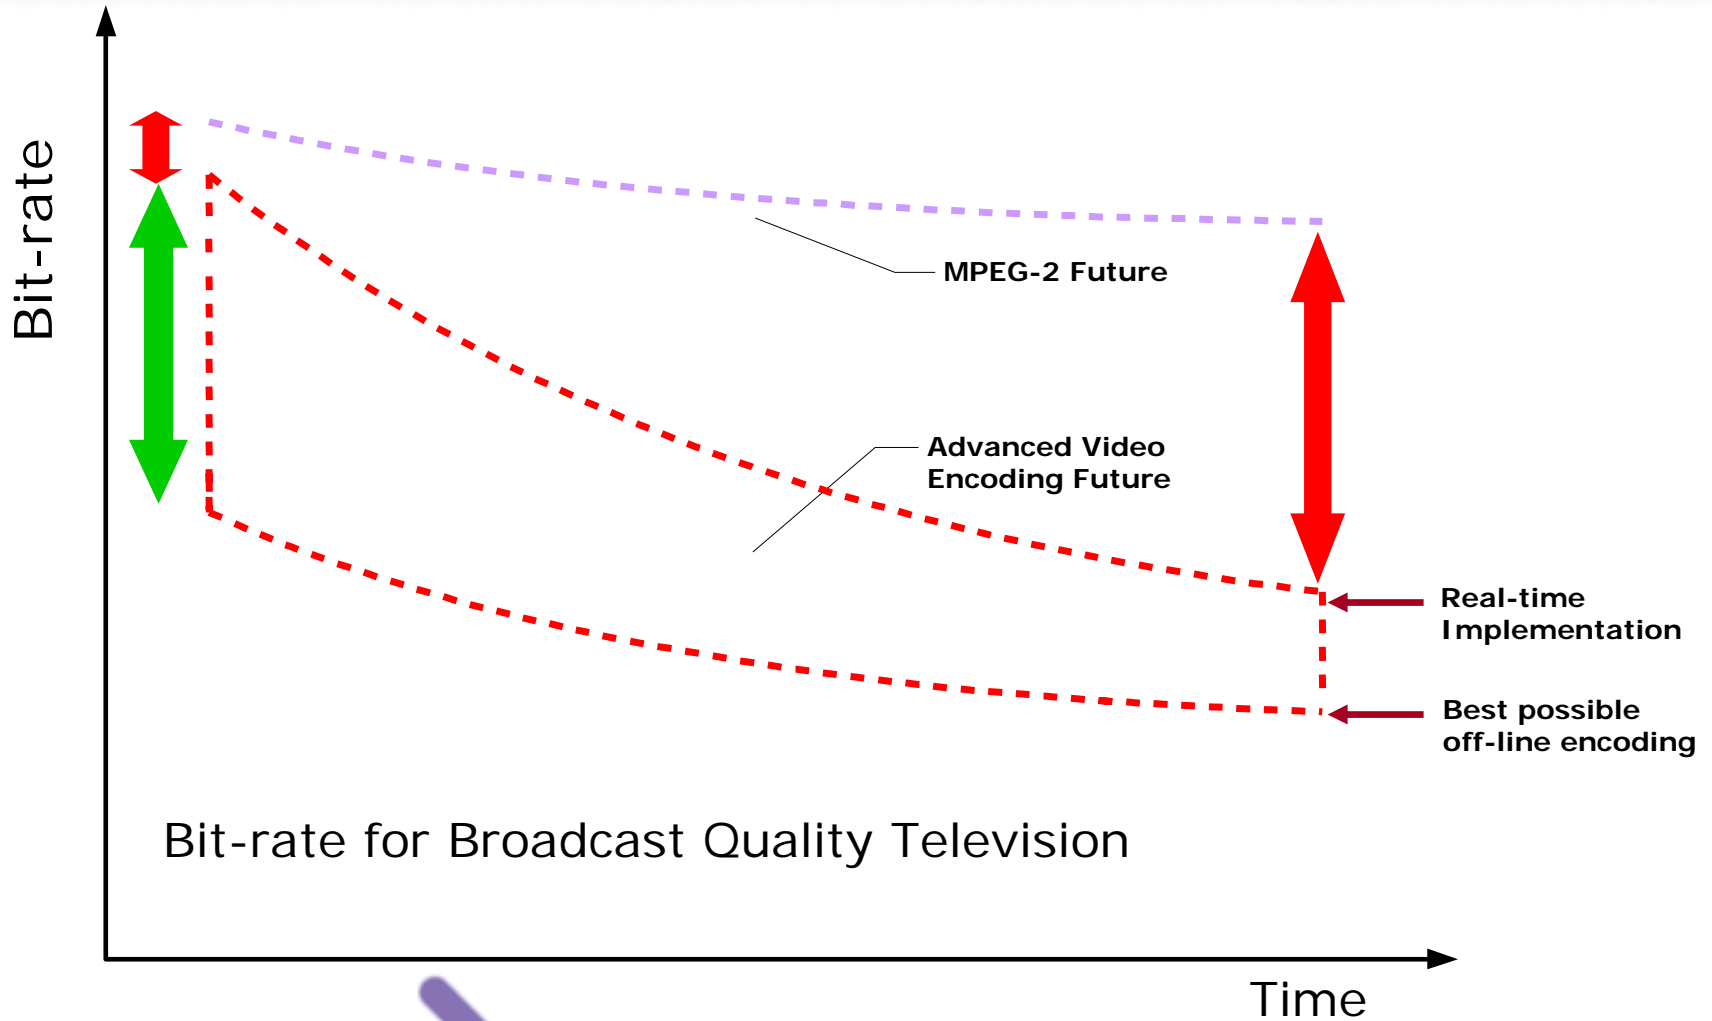 Bit-rate
MPEG-2 Future
Advanced Video
Encoding Future
Real-time
Implementation
Best possible
off-line encoding
Bit-rate for Broadcast Quality Television
Time